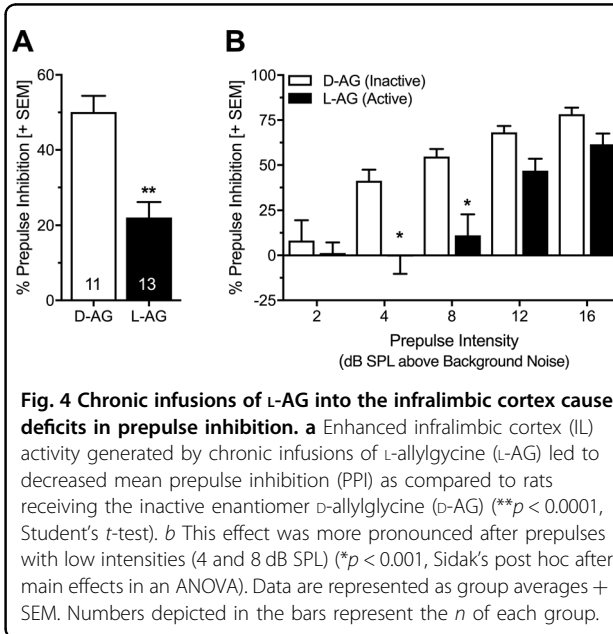 A
B
% Prepulse Inhibition [+ SEM]
60
40
20
0
**
11
13
D-AG
L-AG
% Prepulse Inhibition [+ SEM]
100
75
50
25
0
-25
D-AG (Inactive)
L-AG (Active)
*
*
2
4
8
12
16
Prepulse Intensity
(dB SPL above Background Noise)
Fig. 4 Chronic infusions of L-AG into the infralimbic cortex cause
deficits in prepulse inhibition. a Enhanced infralimbic cortex (IL)
activity generated by chronic infusions of L-allylgycine (L-AG) led to
decreased mean prepulse inhibition (PPI) as compared to rats
receiving the inactive enantiomer D-allylglycine (D-AG) (**p < 0.0001,
Student's t-test). b This effect was more pronounced after prepulses
with low intensities (4 and 8 dB SPL) (*p < 0.001, Sidak's post hoc after
main effects in an ANOVA). Data are represented as group averages +
SEM. Numbers depicted in the bars represent the n of each group.